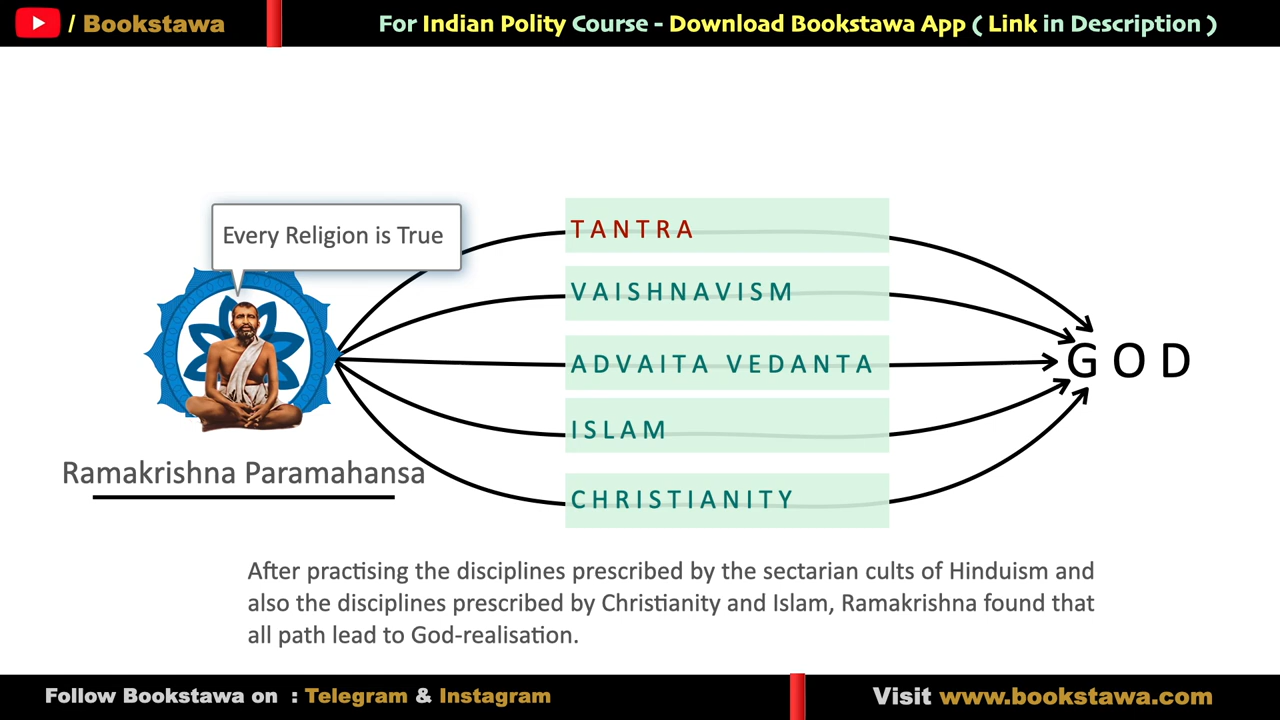 / Bookstawa
For Indian Polity Course - Download Bookstawa App ( Link in Description )
Every Religion is True
TANTRA
VAISHNAVISM
ADVAITA VEDANTA
ISLAM
CHRISTIANITY
GOD
Ramakrishna Paramahansa
After practising the disciplines prescribed by the sectarian cults of Hinduism and
also the disciplines prescribed by Christianity and Islam, Ramakrishna found that
all path lead to God-realisation.
Follow Bookstawa on : Telegram & Instagram
Visit www.bookstawa.com